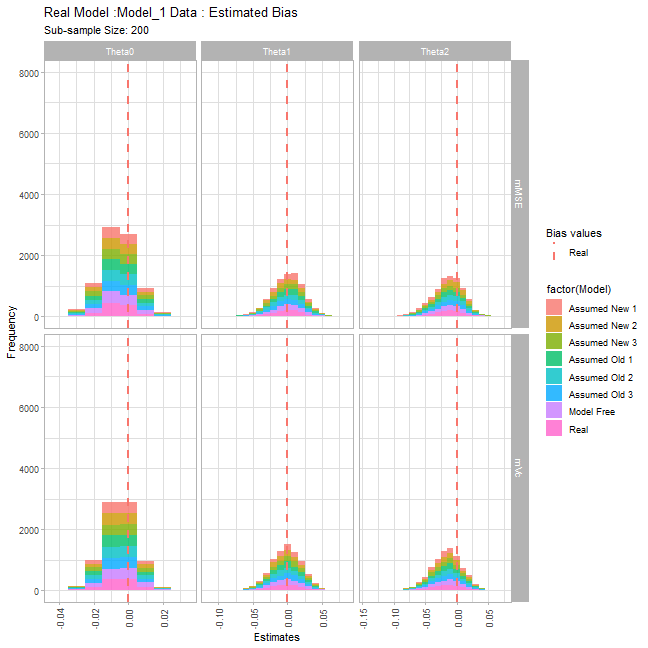 Real Model :Model_1 Data : Estimated Bias
Sub-sample Size: 200
Theta0 Theta1 Theta2
8000
6000
4000
2000
0
mMSE
8000
6000
4000
2000
0
mVc
Frequency
-0.04 -0.02 0.00 0.02
-0.10 -0.05 0.00 0.05
-0.15 -0.10 -0.05 0.00 0.05
Estimates
Bias values
Real
factor(Model)
Assumed New 1
Assumed New 2
Assumed New 3
Assumed Old 1
Assumed Old 2
Assumed Old 3
Model Free
Real